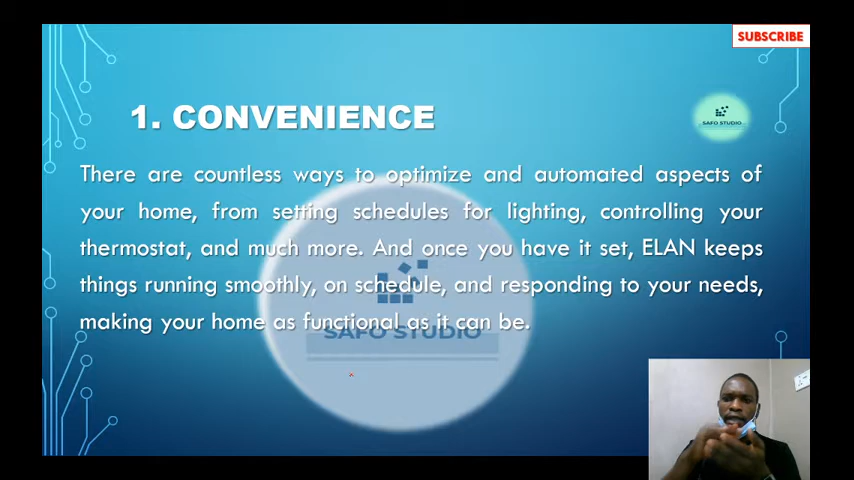 SUBSCRIBE
1. CONVENIENCE
SAFO STUDIO
There are countless ways to optimize and automated aspects of
your home, from setting schedules for lighting, controlling your
thermostat, and much more. And once you have it set, ELAN keeps
things running smoothly, on schedule, and responding to your needs,
making your home as functional as it can be.
SAFO STUDIO